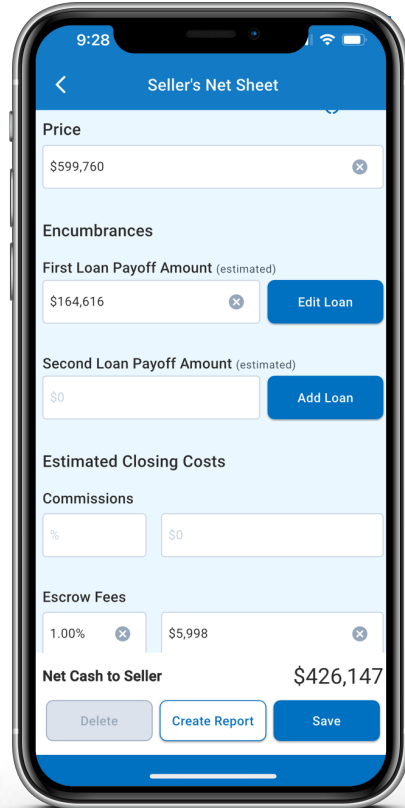 9:28
Seller's Net Sheet
Price
$599,760
Encumbrances
First Loan Payoff Amount (estimated)
$164,616
Edit Loan
Second Loan Payoff Amount (estimated)
$0
Add Loan
Estimated Closing Costs
Commissions
% $0
Escrow Fees
1.00% $5,998
Net Cash to Seller $426,147
Delete Create Report Save